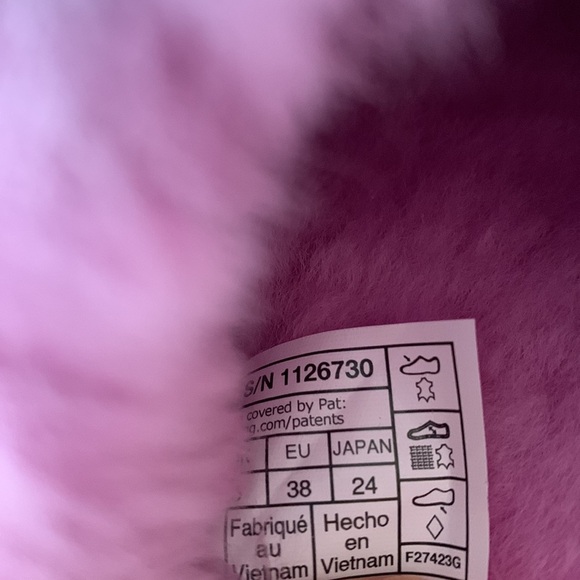 S/N 1126730
covered by Pat:
.com/patents
EU JAPAN
38 24
Fabriqué Hecho
au en
Vietnam Vietnam
F27423G